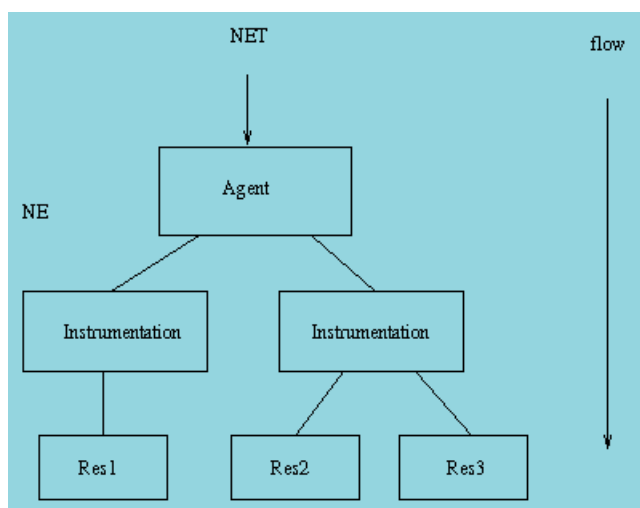 NET
flow
Agent
NE
Instrumentation
Instrumentation
Res1
Res2
Res3